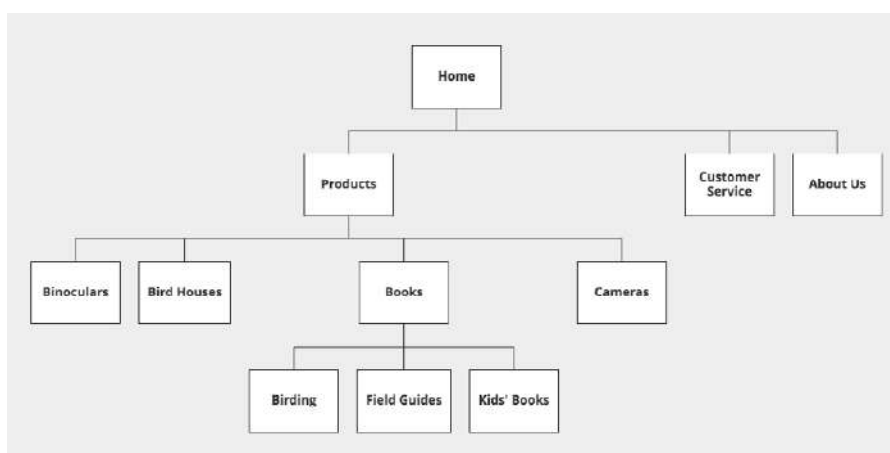 Home
Products
Customer
Service
About Us
Binoculars
Bird Houses
Books
Cameras
Birding
Field Guides
Kids' Books